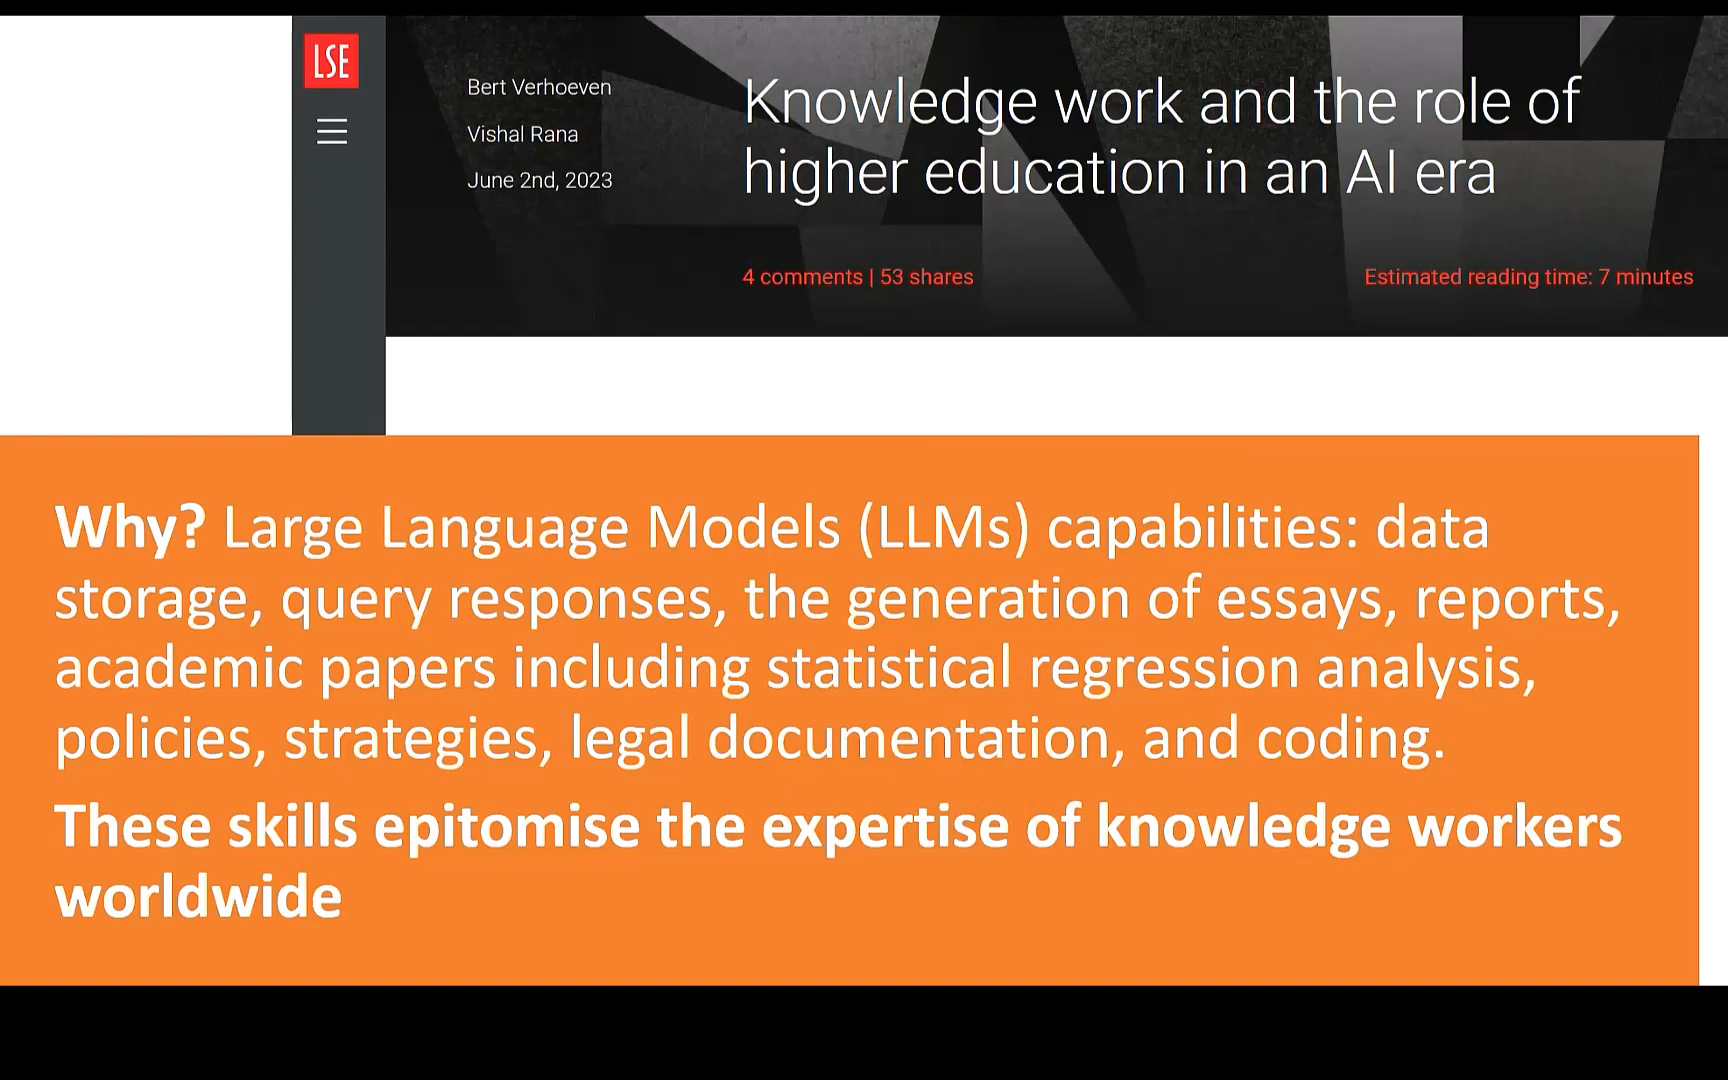 LSE
Bert Verhoeven
Vishal Rana
June 2nd, 2023
Knowledge work and the role of
higher education in an AI era
4 comments | 53 shares
Estimated reading time: 7 minutes
Why? Large Language Models (LLMs) capabilities: data
storage, query responses, the generation of essays, reports,
academic papers including statistical regression analysis,
policies, strategies, legal documentation, and coding.
These skills epitomise the expertise of knowledge workers
worldwide